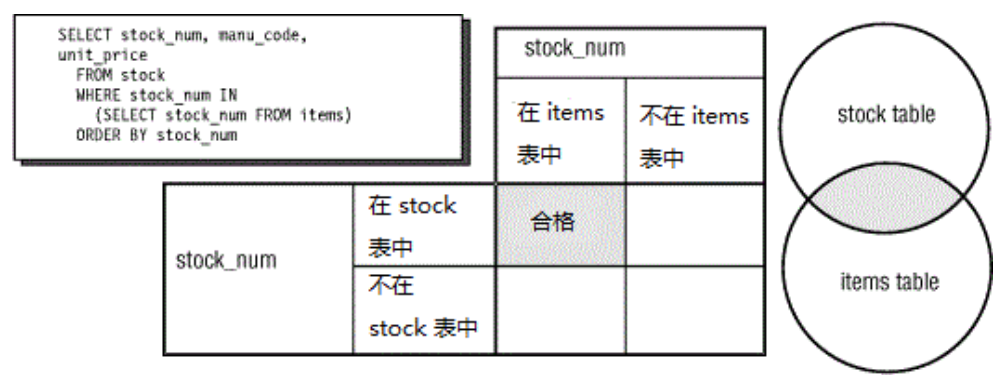 SELECT stock_num, manu_code,
unit_price
FROM stock
WHERE stock_num IN
(SELECT stock_num FROM items)
ORDER BY stock_num
stock_num
在 items
表中
不在 items
表中
stock_num
在 stock
表中
合格
不在
stock 表中
stock table
items table